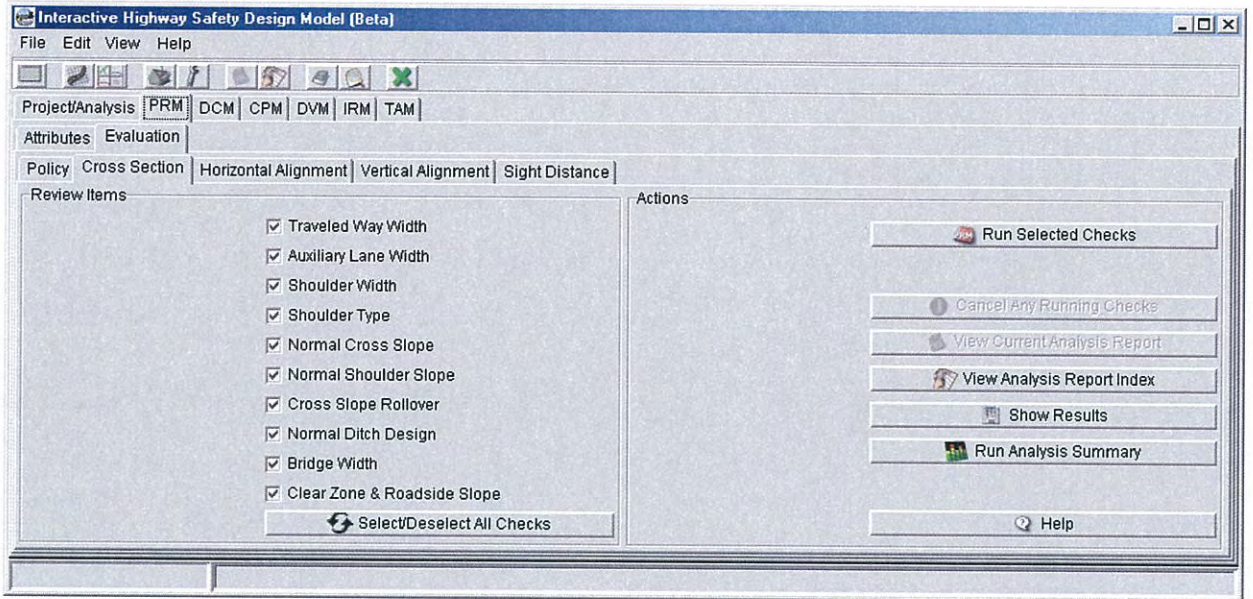 Interactive Highway Safety Design Model (Beta)
File Edit View Help
Project/Analysis PRM DCM CPM DVM IRM TAM
Attributes Evaluation
Policy Cross Section Horizontal Alignment Vertical Alignment Sight Distance
Review Items
Traveled Way Width
Auxiliary Lane Width
Shoulder Width
Shoulder Type
Normal Cross Slope
Normal Shoulder Slope
Cross Slope Rollover
Normal Ditch Design
Bridge Width
Clear Zone & Roadside Slope
Select/Deselect All Checks
Actions
Run Selected Checks
Cancel Any Running Checks
View Current Analysis Report
View Analysis Report Index
Show Results
Run Analysis Summary
Help